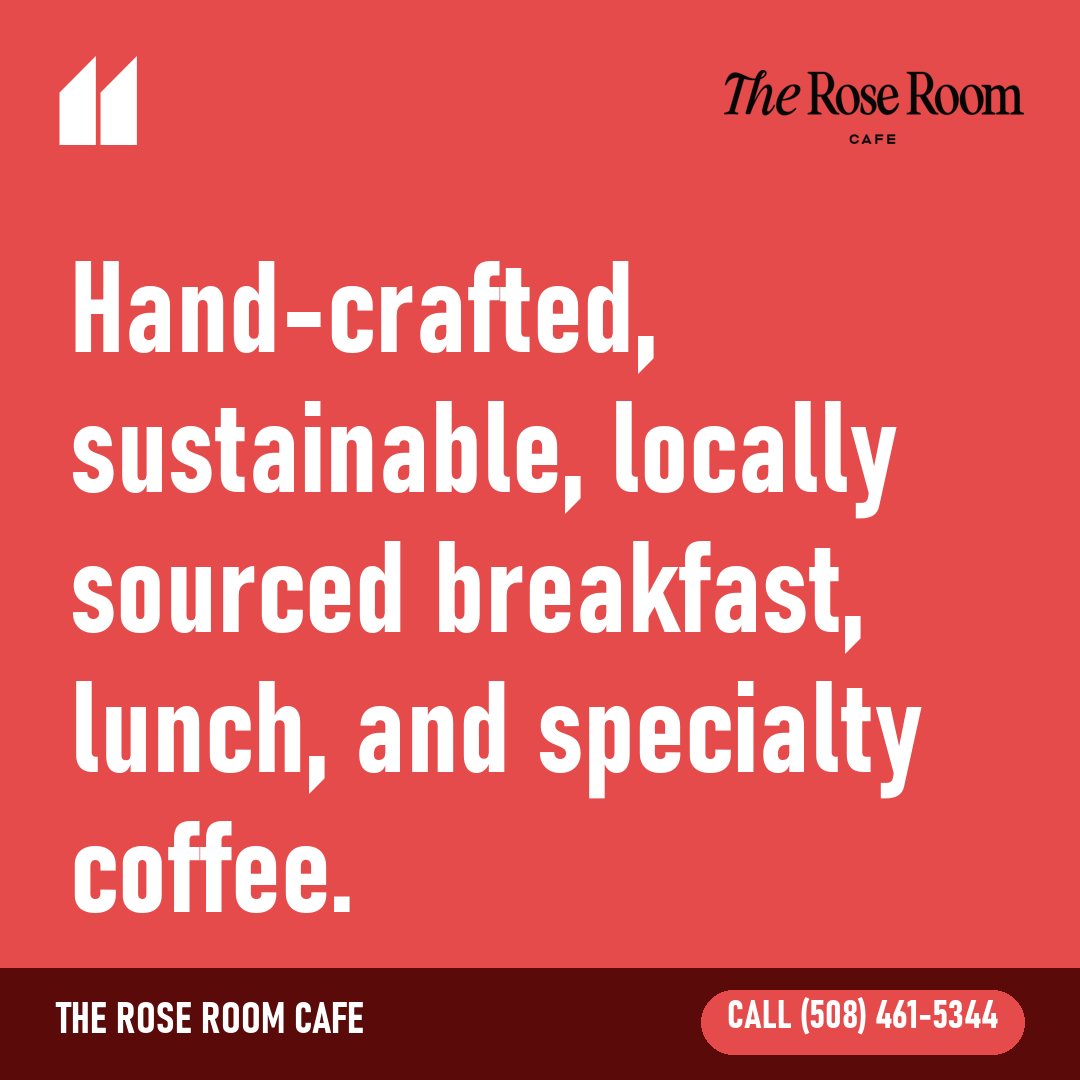 The Rose Room
CAFE
Hand-crafted,
sustainable, locally
sourced breakfast,
lunch, and specialty
coffee.
THE ROSE ROOM CAFE
CALL (508) 461-5344